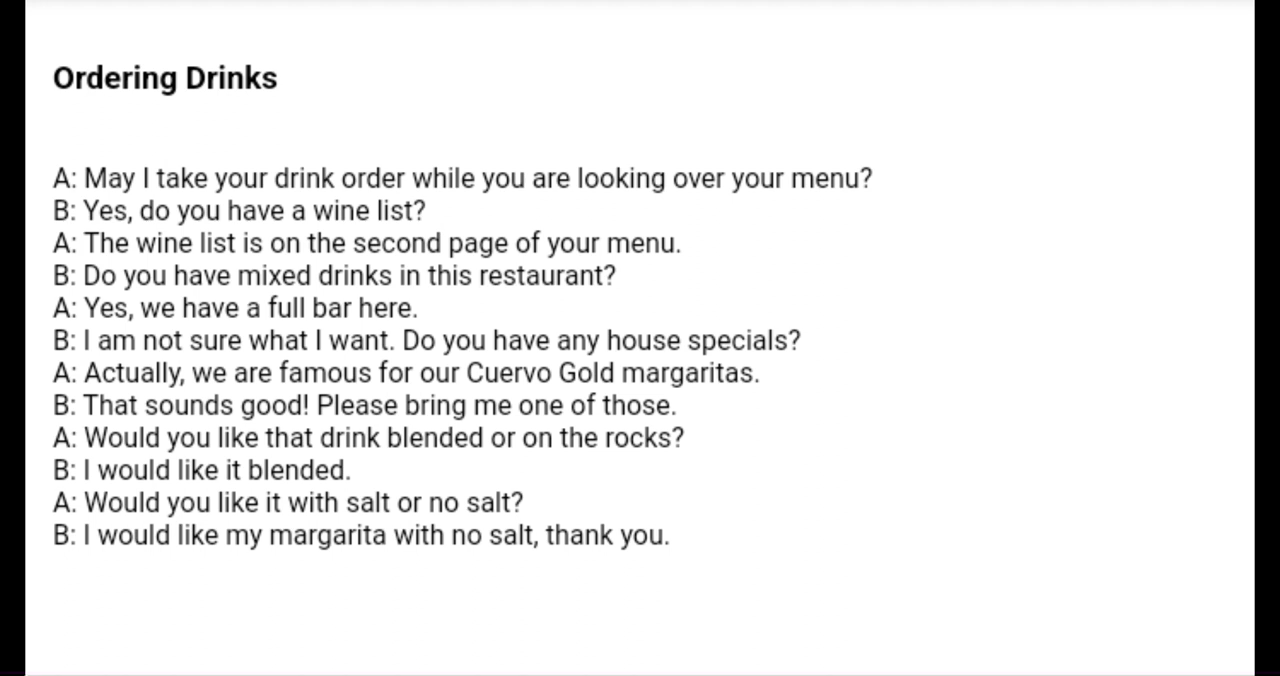 Ordering Drinks
A: May I take your drink order while you are looking over your menu?
B: Yes, do you have a wine list?
A: The wine list is on the second page of your menu.
B: Do you have mixed drinks in this restaurant?
A: Yes, we have a full bar here.
B: I am not sure what I want. Do you have any house specials?
A: Actually, we are famous for our Cuervo Gold margaritas.
B: That sounds good! Please bring me one of those.
A: Would you like that drink blended or on the rocks?
B: I would like it blended.
A: Would you like it with salt or no salt?
B: I would like my margarita with no salt, thank you.